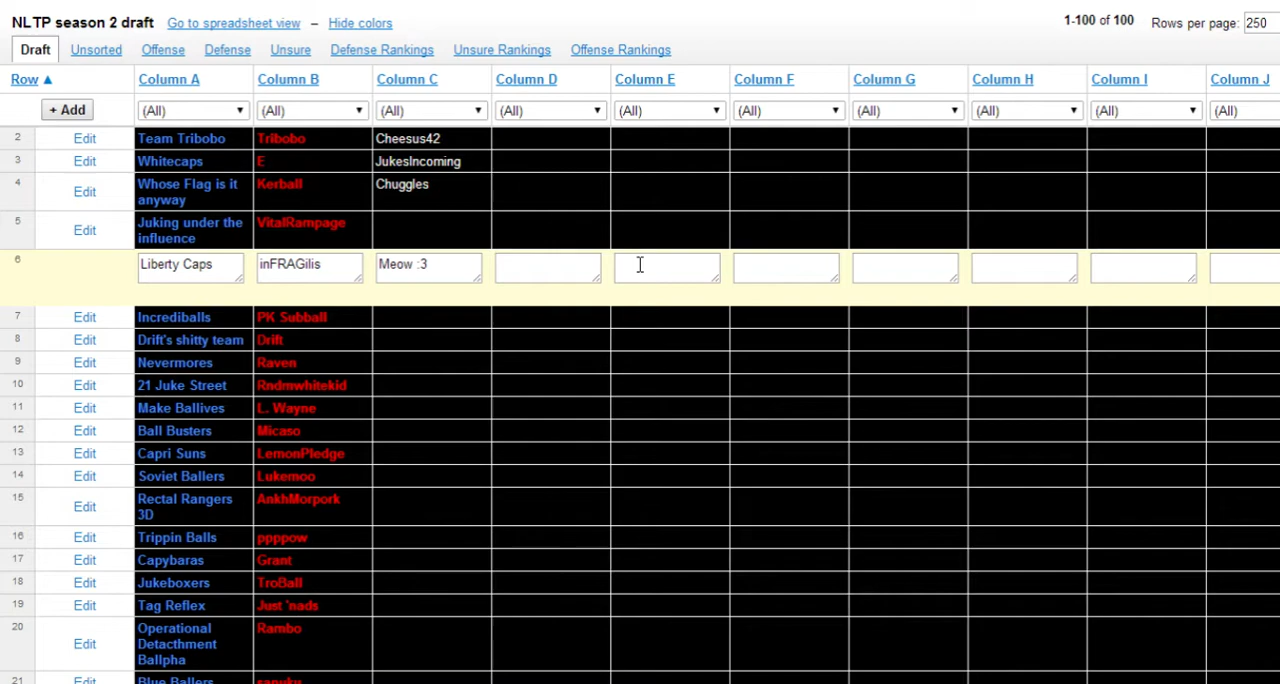 NLTP season 2 draft Go to spreadsheet view – Hide colors 1-100 of 100 Rows per page: 250
Draft Unsorted Offense Defense Unsure Defense Rankings Unsure Rankings Offense Rankings
Row ▲ Column A Column B Column C Column D Column E Column F Column G Column H Column I Column J
+ Add (All) (All) (All) (All) (All) (All) (All) (All) (All) (All)
2 Edit Team Tribobo Tribobo Cheesus42
3 Edit Whitecaps E JukesIncoming
4 Edit Whose Flag is it Kerball Chuggles
anyway
5 Edit Juking under the VitalRampage
influence
6 Liberty Caps inFRAGilis Meow :3
7 Edit Incrediballs PK Subball
8 Edit Drift's shitty team Drift
9 Edit Nevermores Raven
10 Edit 21 Juke Street Rndmwhitekid
11 Edit Make Ballives L. Wayne
12 Edit Ball Busters Micaso
13 Edit Capri Suns LemonPledge
14 Edit Soviet Ballers Lukemoo
15 Edit Rectal Rangers AnkhMorpork
3D
16 Edit Trippin Balls ppppow
17 Edit Capybaras Grant
18 Edit Jukeboxers TroBall
19 Edit Tag Reflex Just 'nads
20 Edit Operational Rambo
Detacthment
Ballpha
21 Edit Blue Ballers